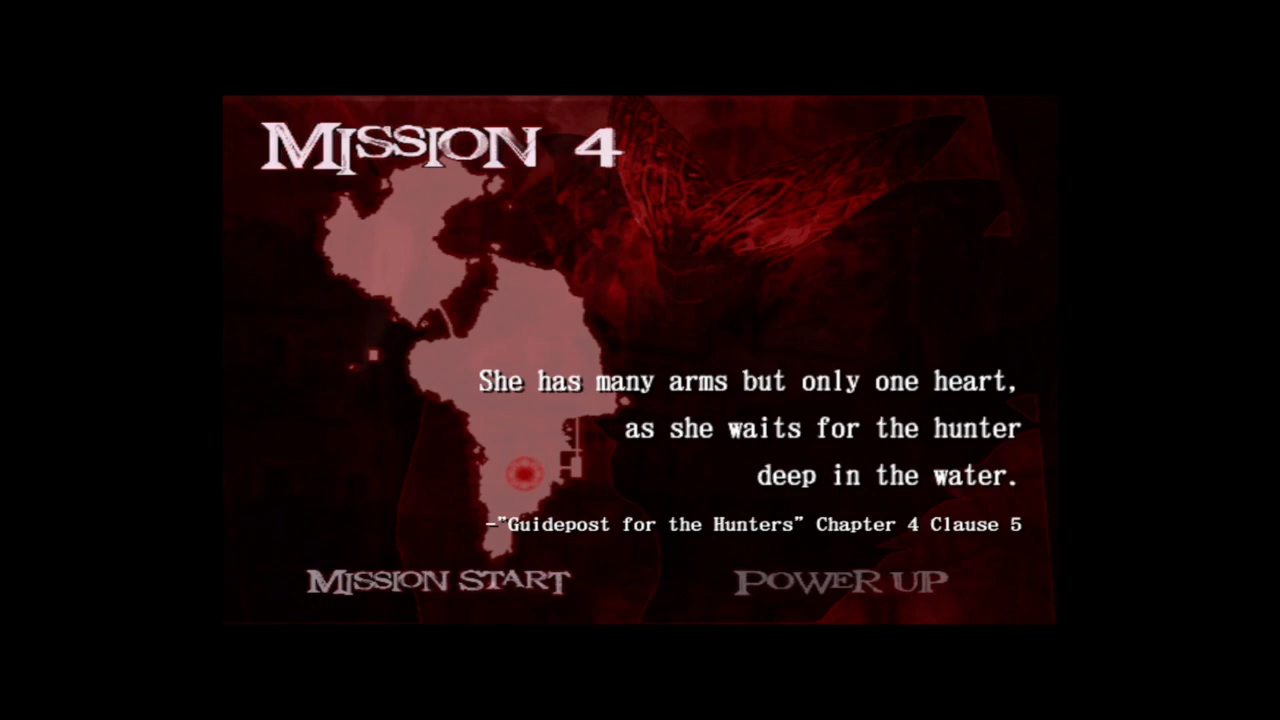 MISSION 4
She has many arms but only one heart,
as she waits for the hunter
deep in the water.
-"Guidepost for the Hunters" Chapter 4 Clause 5
MISSION START
POWER UP